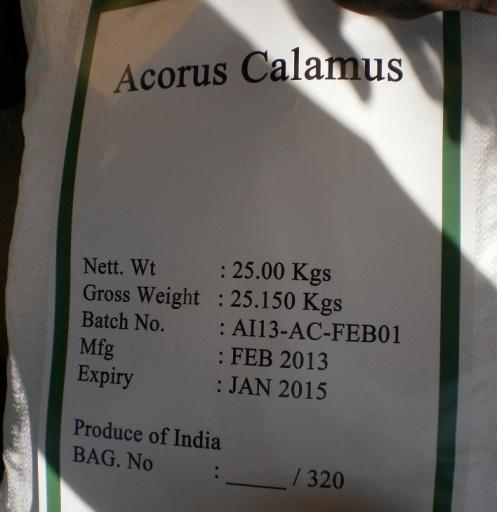 Acorus Calamus
Nett. Wt : 25.00 Kgs
Gross Weight : 25.150 Kgs
Batch No. : AI13-AC-FEB01
Mfg : FEB 2013
Expiry : JAN 2015
Produce of India
BAG. No : _____ / 320